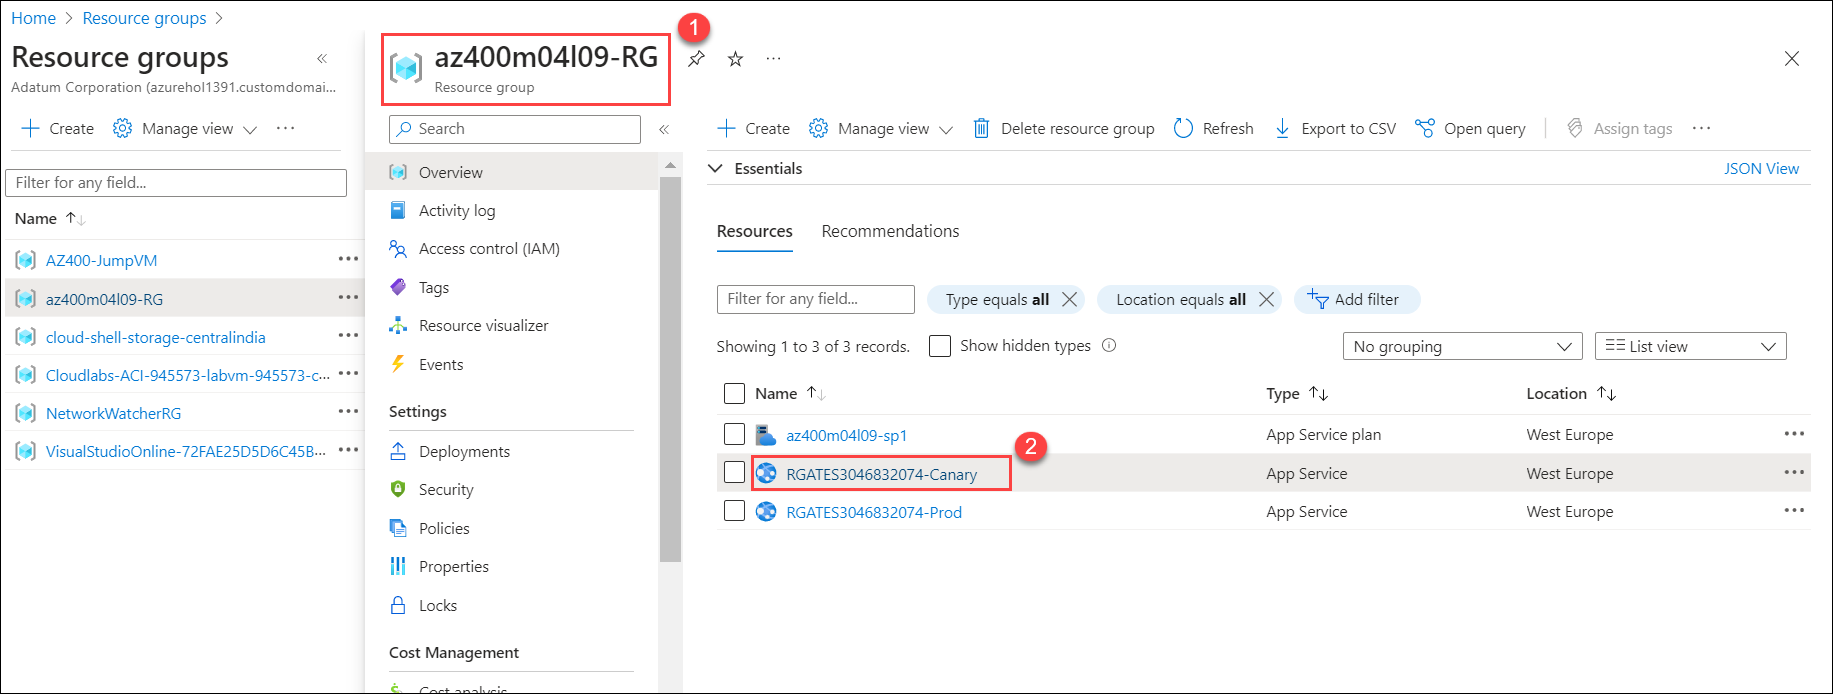 Home > Resource groups >
Resource groups «
Adatum Corporation (azurehol1391.customdomai...
+ Create Manage view ...
Filter for any field...
Name ↑↓
AZ400-JumpVM ...
az400m04l09-RG ...
cloud-shell-storage-centralindia ...
Cloudlabs-ACI-945573-labvm-945573-c... ...
NetworkWatcherRG ...
VisualStudioOnline-72FAE25D5D6C45B... ...
az400m04l09-RG
1
...
Resource group
Search «
Overview
Activity log
Access control (IAM)
Tags
Resource visualizer
Events
Settings
Deployments
Security
Policies
Properties
Locks
Cost Management
Cost analysis
+ Create Manage view Delete resource group Refresh Export to CSV Open query Assign tags ...
Essentials JSON View
Resources Recommendations
Filter for any field... Type equals all Location equals all Add filter
Showing 1 to 3 of 3 records. Show hidden types No grouping List view
Name ↑↓ Type ↑↓ Location ↑↓
az400m04l09-sp1 App Service plan West Europe ...
2
RGATES3046832074-Canary App Service West Europe ...
RGATES3046832074-Prod App Service West Europe ...